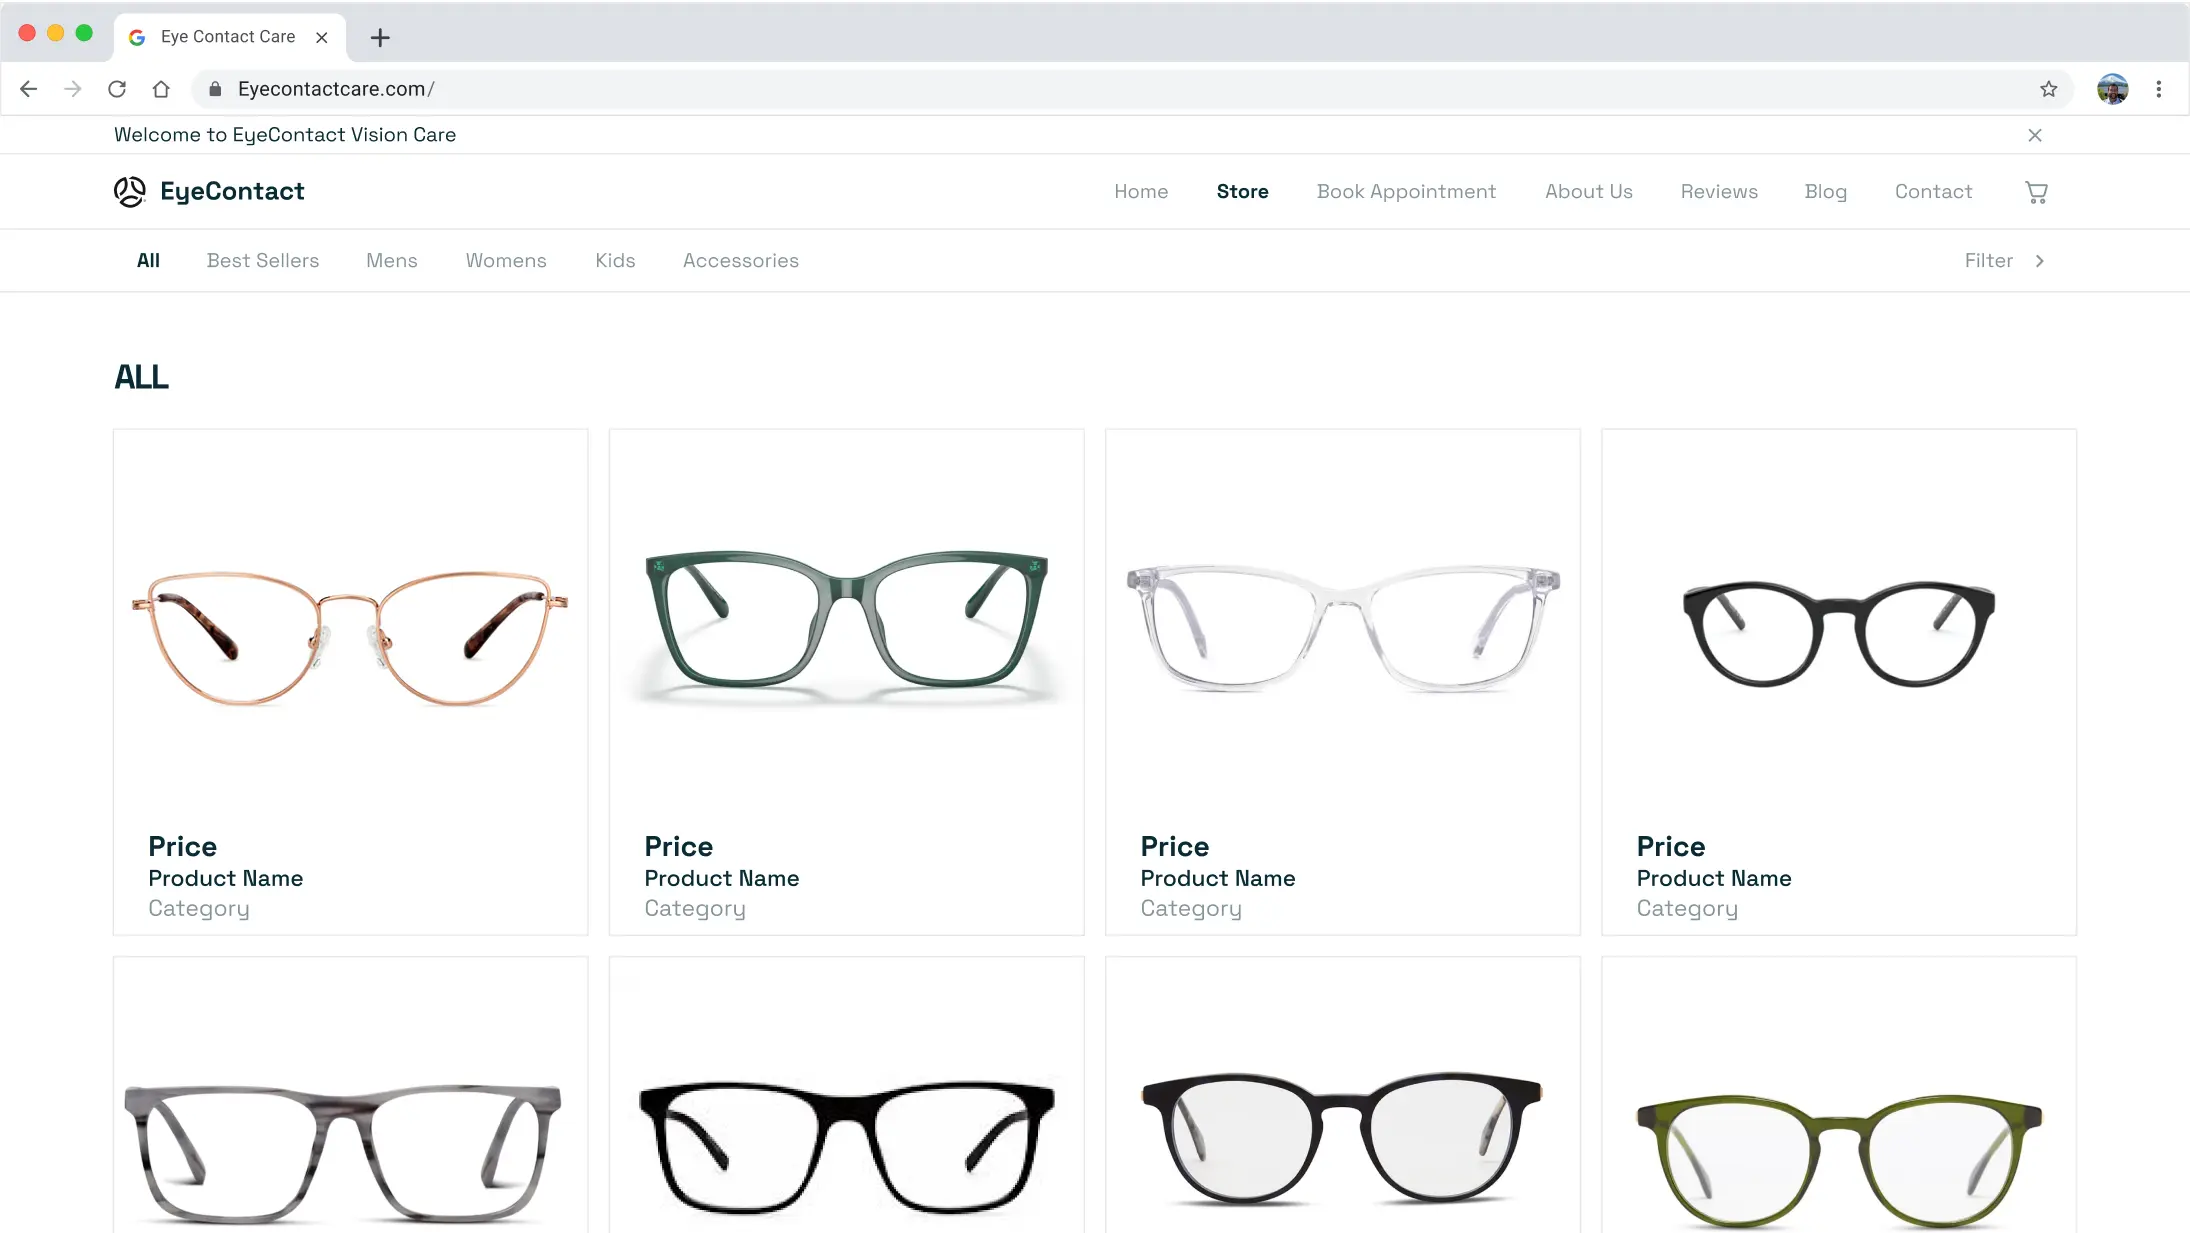 Eye Contact Care
Eyecontactcare.com/
Welcome to EyeContact Vision Care
EyeContact
Home Store Book Appointment About Us Reviews Blog Contact
All Best Sellers Mens Womens Kids Accessories Filter
ALL
Price Price Price Price
Product Name Product Name Product Name Product Name
Category Category Category Category